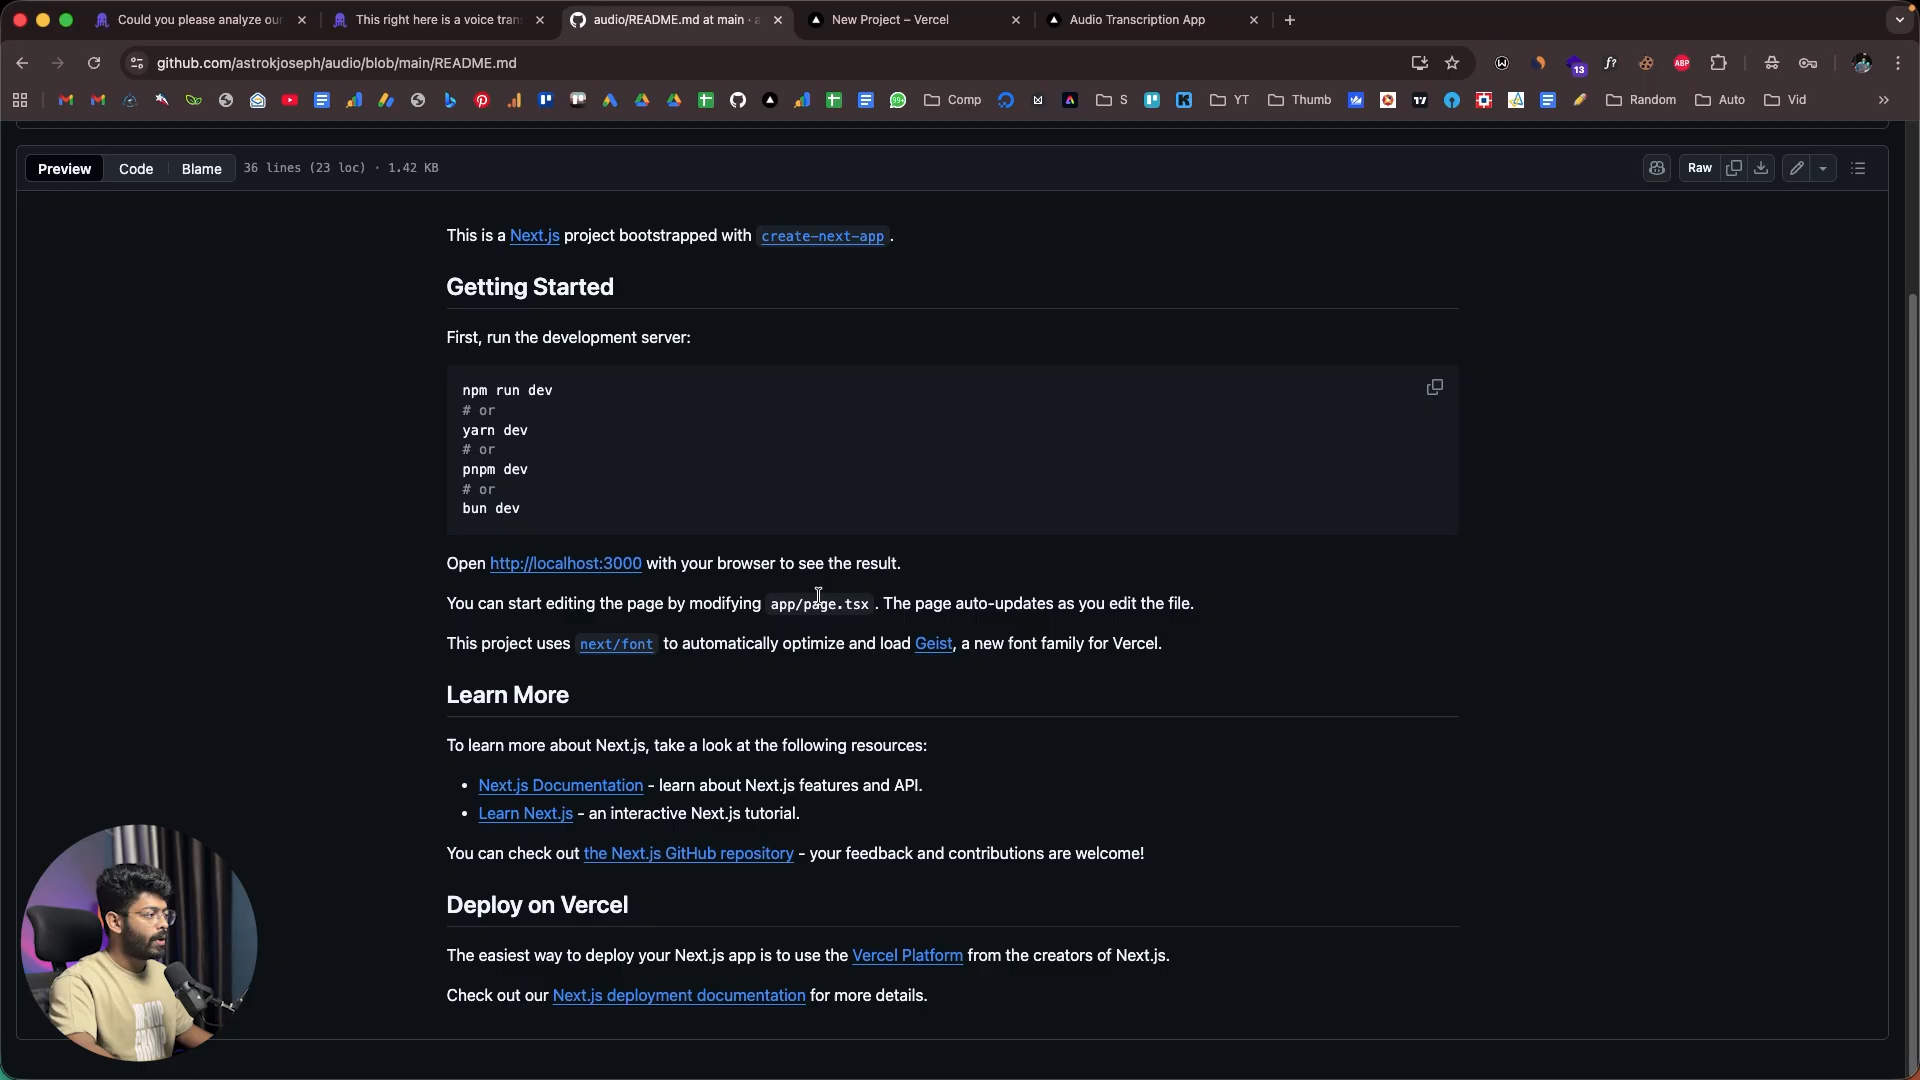 Could you please analyze our
This right here is a voice tran
audio/README.md at main · a
New Project – Vercel
Audio Transcription App
github.com/astrokjoseph/audio/blob/main/README.md
13
ABP
Comp
S
YT
Thumb
Random
Auto
Vid
Preview
Code
Blame
36 lines (23 loc) · 1.42 KB
Raw
This is a Next.js project bootstrapped with create-next-app.
Getting Started
First, run the development server:
npm run dev
# or
yarn dev
# or
pnpm dev
# or
bun dev
Open http://localhost:3000 with your browser to see the result.
You can start editing the page by modifying app/page.tsx. The page auto-updates as you edit the file.
This project uses next/font to automatically optimize and load Geist, a new font family for Vercel.
Learn More
To learn more about Next.js, take a look at the following resources:
• Next.js Documentation - learn about Next.js features and API.
• Learn Next.js - an interactive Next.js tutorial.
You can check out the Next.js GitHub repository - your feedback and contributions are welcome!
Deploy on Vercel
The easiest way to deploy your Next.js app is to use the Vercel Platform from the creators of Next.js.
Check out our Next.js deployment documentation for more details.